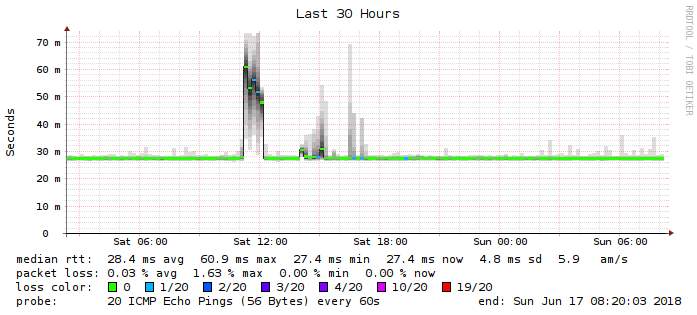 Last 30 Hours
RRDTOOL / TOBI OETIKER
Seconds
70 m
60 m
50 m
40 m
30 m
20 m
10 m
0
Sat 06:00 Sat 12:00 Sat 18:00 Sun 00:00 Sun 06:00
median rtt: 28.4 ms avg 60.9 ms max 27.4 ms min 27.4 ms now 4.8 ms sd 5.9 am/s
packet loss: 0.03 % avg 1.63 % max 0.00 % min 0.00 % now
loss color: 0 1/20 2/20 3/20 4/20 10/20 19/20
probe: 20 ICMP Echo Pings (56 Bytes) every 60s end: Sun Jun 17 08:20:03 2018